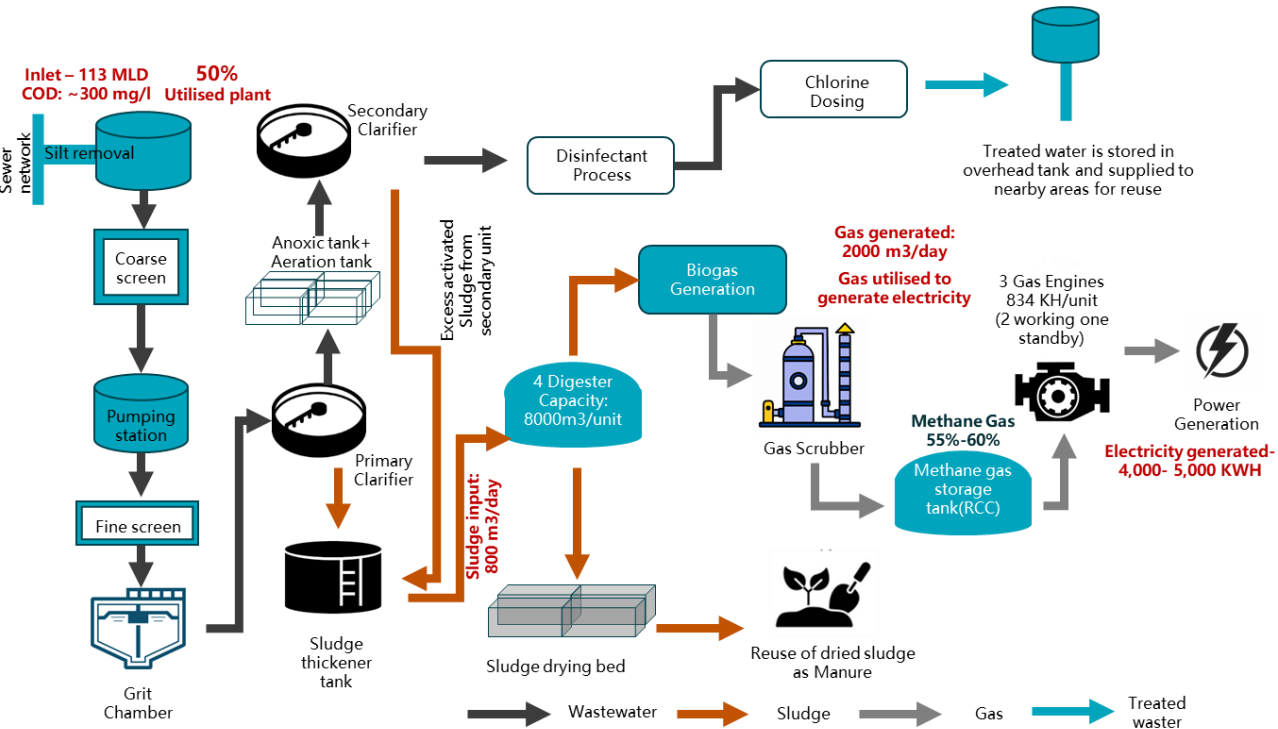 Inlet – 113 MLD
COD: ~300 mg/l
50%
Utilised plant
Sewer
network
Silt removal
Coarse
screen
Pumping
station
Fine screen
Grit
Chamber
Secondary
Clarifier
Anoxic tank+
Aeration tank
Primary
Clarifier
Sludge
thickener
tank
Excess activated
Sludge from
secondary unit
Sludge input:
800 m3/day
Disinfectant
Process
Chlorine
Dosing
Treated water is stored in
overhead tank and supplied to
nearby areas for reuse
4 Digester
Capacity:
8000m3/unit
Biogas
Generation
Gas generated:
2000 m3/day
Gas utilised to
generate electricity
Gas Scrubber
Methane Gas
55%-60%
Methane gas
storage
tank(RCC)
3 Gas Engines
834 KH/unit
(2 working one
standby)
Power
Generation
Electricity generated-
4,000- 5,000 KWH
Sludge drying bed
Reuse of dried sludge
as Manure
Wastewater
Sludge
Gas
Treated
waster